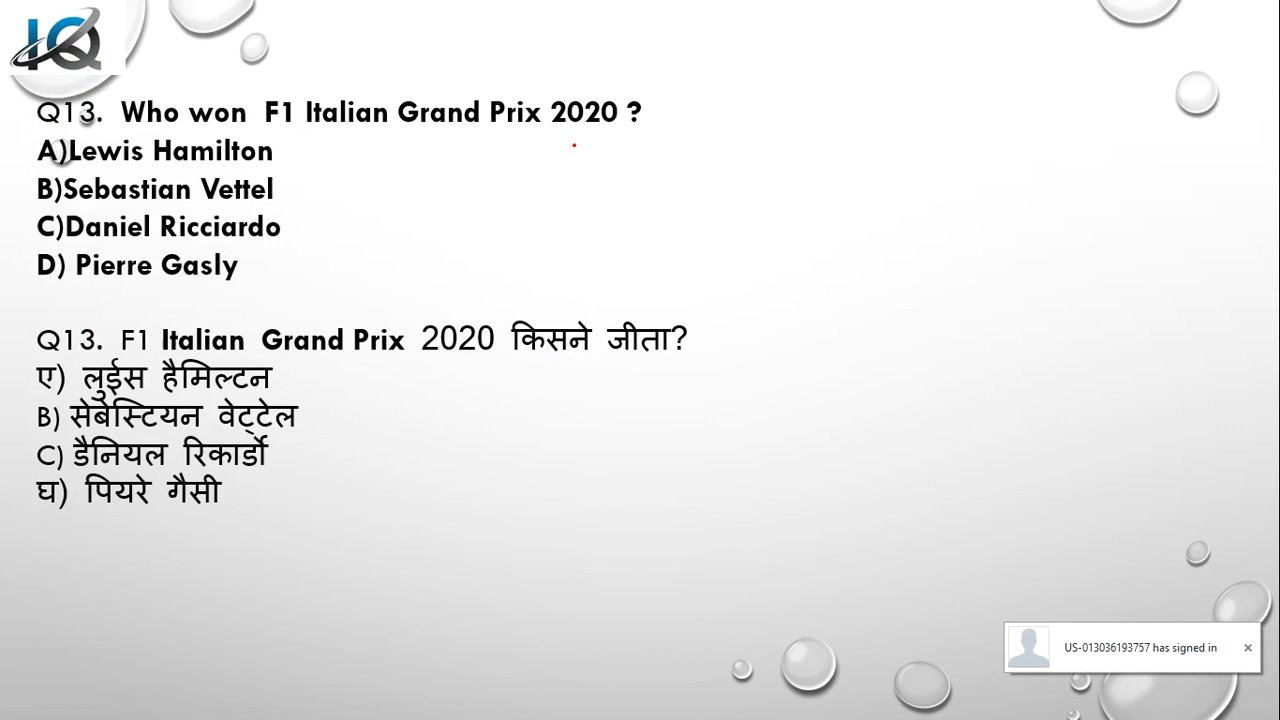 IQ
Q13. Who won F1 Italian Grand Prix 2020 ?
A)Lewis Hamilton
B)Sebastian Vettel
C)Daniel Ricciardo
D) Pierre Gasly
Q13. F1 Italian Grand Prix 2020 किसने जीता?
ए) लुईस हैमिल्टन
B) सेबेस्टियन वेट्टेल
C) डैनियल रिकार्डो
घ) पियरे गैसी
US-013036193757 has signed in